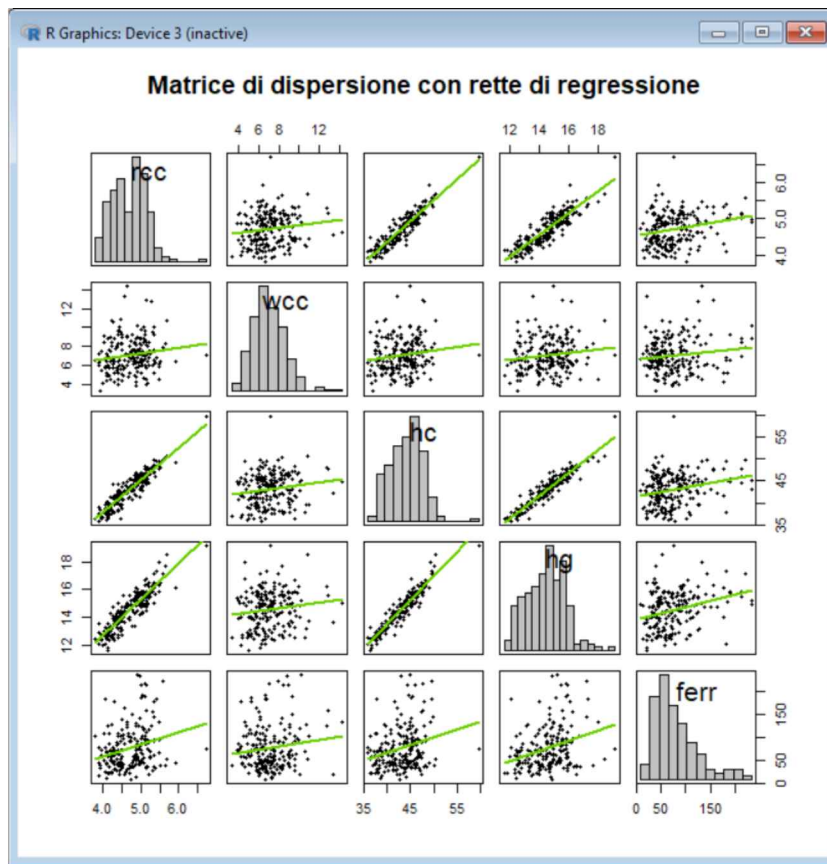 R Graphics: Device 3 (inactive)
Matrice di dispersione con rette di regressione
4 6 8 12
12 14 16 18
rcc
4.0 5.0 6.0
4 6 8 12
wcc
hc
35 45 55
12 14 16 18
hg
ferr
0 50 150
4.0 5.0 6.0
35 45 55
0 50 150